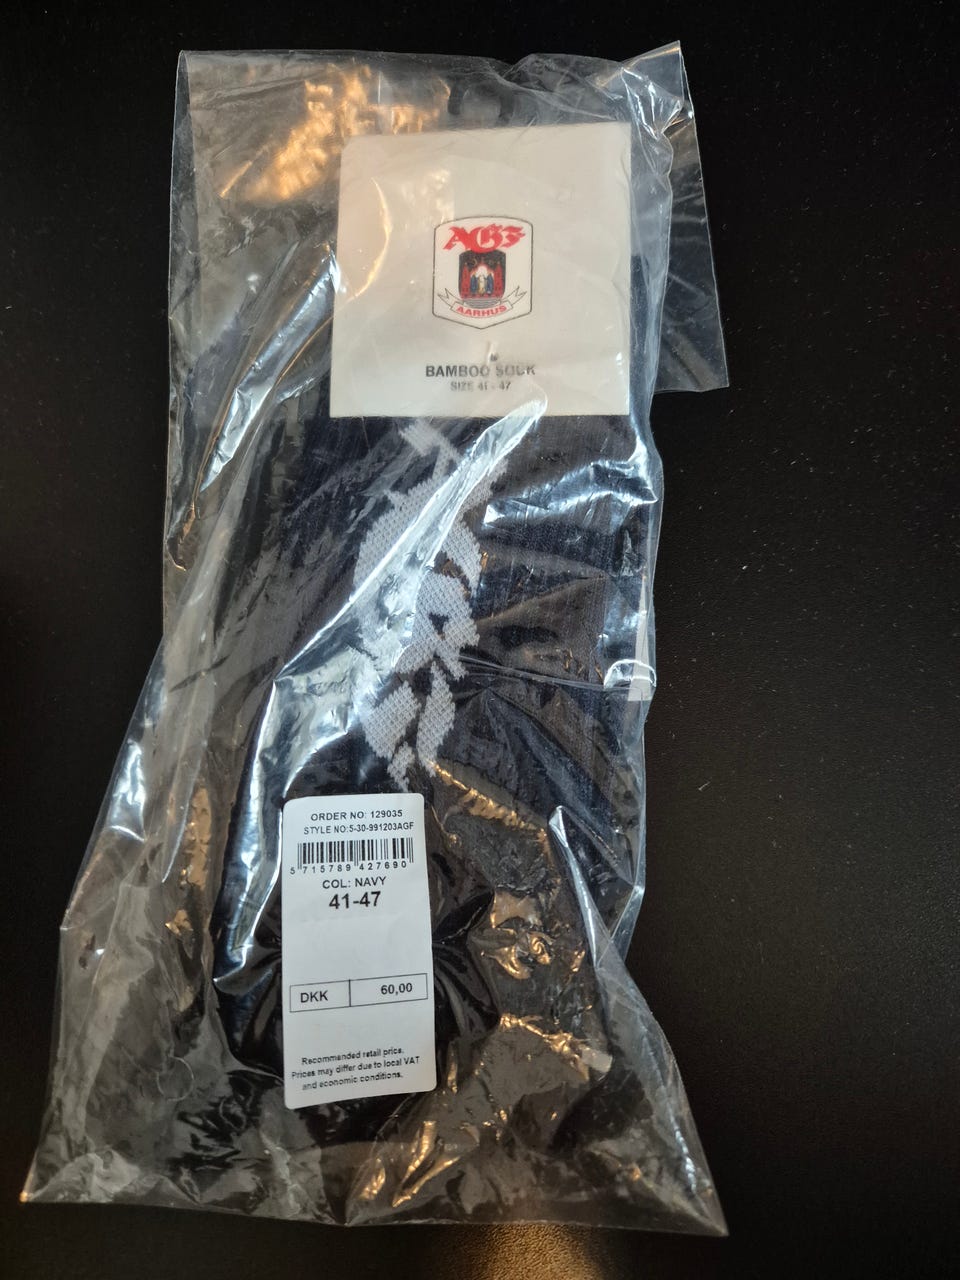 AGF
AARHUS
BAMBOO SOCK
SIZE 41 - 47
ORDER NO: 129035
STYLE NO:5-30-991203AGF
5 715789 427690
COL: NAVY
41-47
DKK 60,00
Recommended retail price.
Prices may differ due to local VAT
and economic conditions.